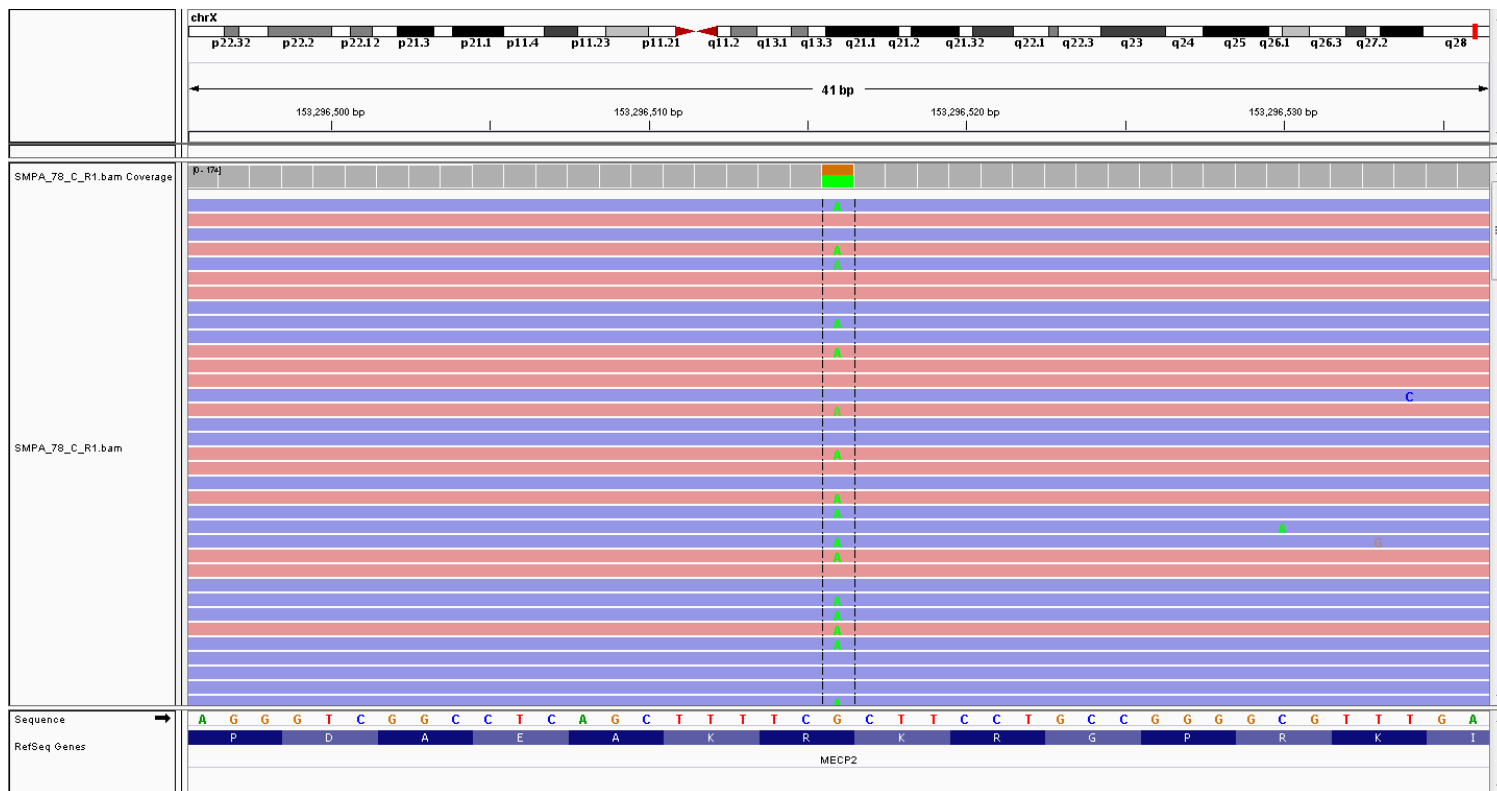 chrX
p22.32 p22.2 p22.12 p21.3 p21.1 p11.4 p11.23 p11.21 q11.2 q13.1 q13.3 q21.1 q21.2 q21.32 q22.1 q22.3 q23 q24 q25 q26.1 q26.3 q27.2 q28
41 bp
153,296,500 bp 153,296,510 bp 153,296,520 bp 153,296,530 bp
SMPA_78_C_R1.bam Coverage [0 - 174]
A
A
A
A
A
C
A
A
SMPA_78_C_R1.bam
A
A
A
A G
A
A
A
A
A
A
Sequence A G G G T C G G C C T C A G C T T T T C G C T T C C T G C C G G G G C G T T T G A
RefSeq Genes P D A E A K R K R G P R K I
MECP2